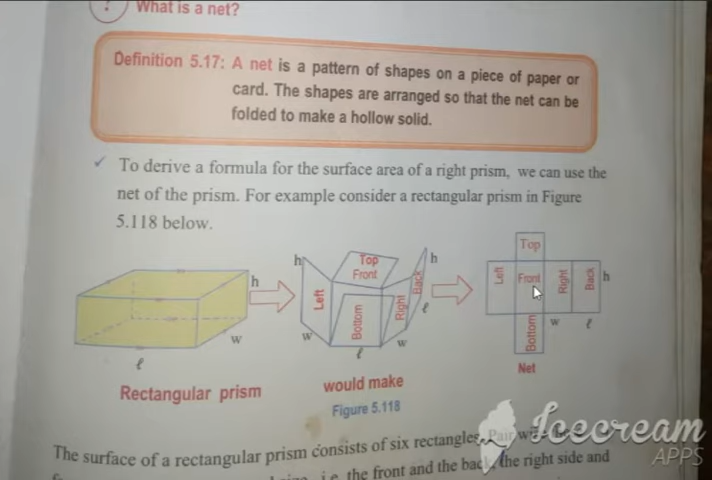 ? What is a net?
Definition 5.17: A net is a pattern of shapes on a piece of paper or
card. The shapes are arranged so that the net can be
folded to make a hollow solid.
✓ To derive a formula for the surface area of a right prism, we can use the
net of the prism. For example consider a rectangular prism in Figure
5.118 below.
h
w
ℓ
Rectangular prism
h
Top
Front
Left
Bottom
Right
Back
h
ℓ
w
ℓ
w
would make
Figure 5.118
Top
Left
Front
Right
Back
h
Bottom
w
ℓ
Net
The surface of a rectangular prism consists of six rectangles. Pair wi
i.e. the front and the back, the right side and
Icecream
APPS